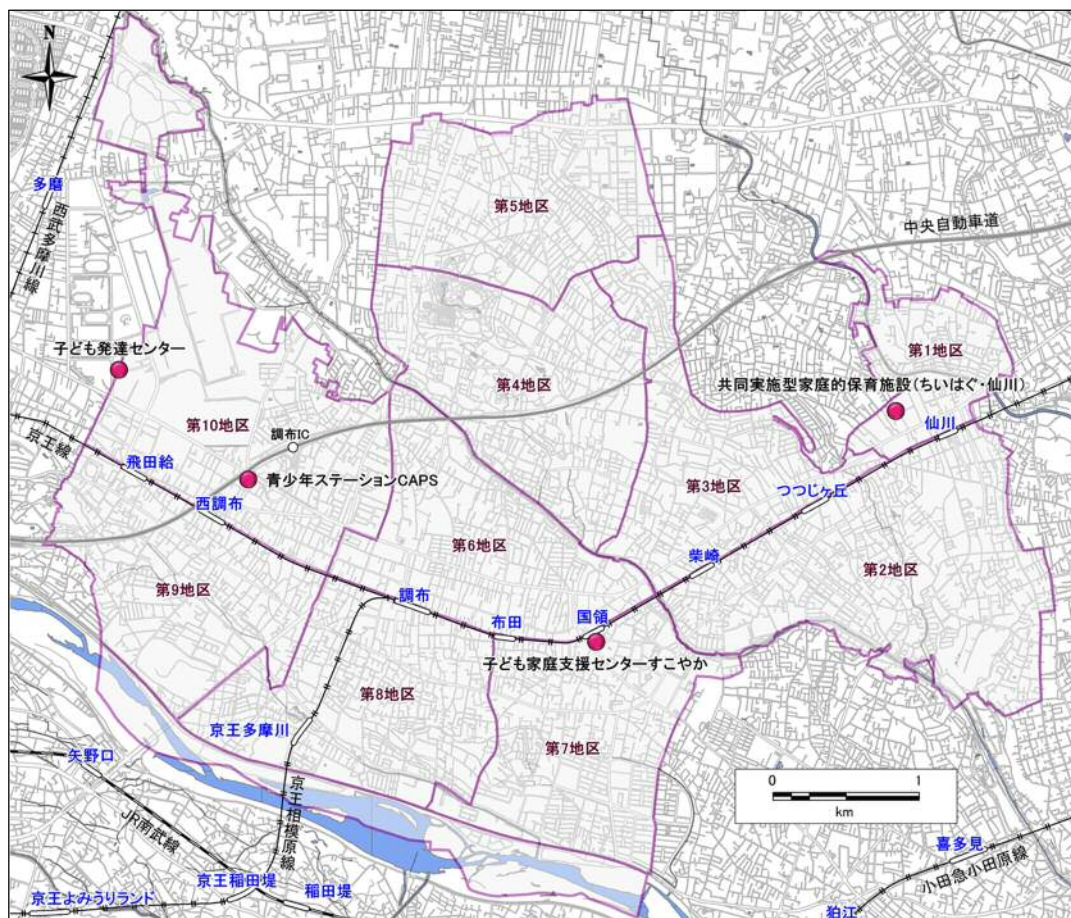 N
多磨
西武多摩川線
第5地区
中央自動車道
子ども発達センター
第1地区
第4地区
共同実施型家庭的保育施設(ちいはぐ・仙川)
第10地区
調布IC
仙川
京王線
飛田給
青少年ステーションCAPS
西調布
第3地区
つつじヶ丘
第6地区
柴崎
第2地区
第9地区
調布
布田
国領
子ども家庭支援センターすこやか
第8地区
京王多摩川
第7地区
矢野口
京王相模原線
0 1
km
JR南武線
喜多見
小田急小田原線
京王よみうりランド
京王稲田堤
稲田堤
狛江